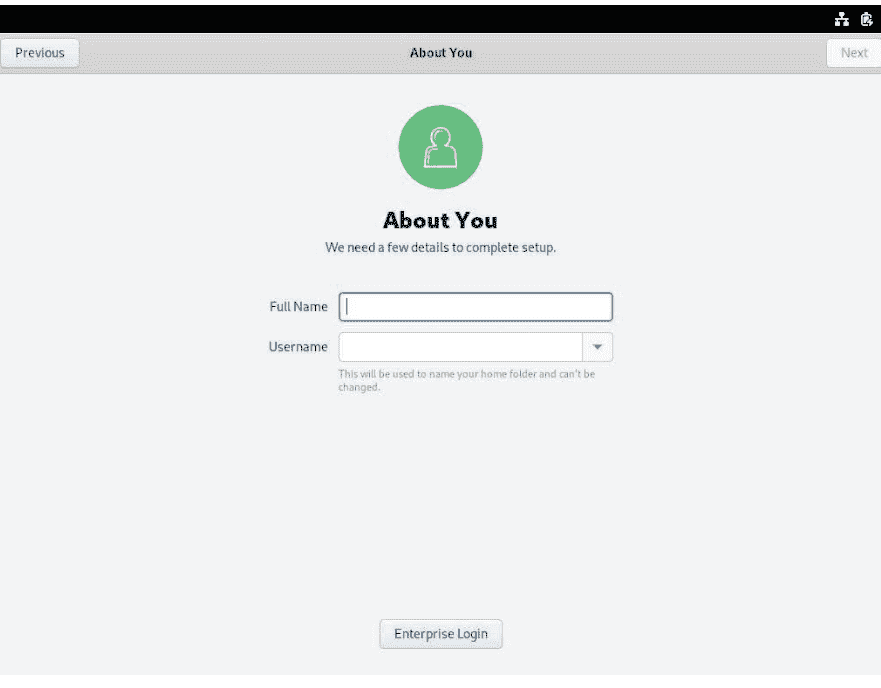 Previous
About You
Next
About You
We need a few details to complete setup.
Full Name
Username
This will be used to name your home folder and can't be
changed.
Enterprise Login